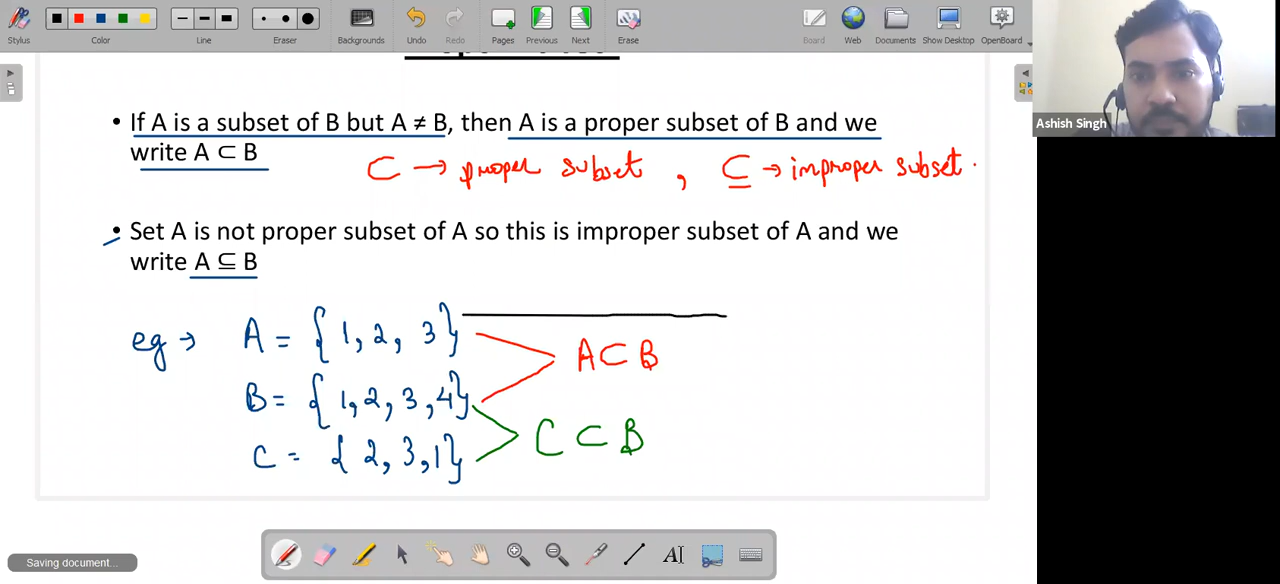 Stylus Color Line Eraser Backgrounds Undo Redo Pages Previous Next Erase Board Web Documents Show Desktop OpenBoard
Ashish Singh
• If A is a subset of B but A ≠ B, then A is a proper subset of B and we
write A ⊂ B
⊂ → proper subset , ⊆ → improper subset.
• Set A is not proper subset of A so this is improper subset of A and we
write A ⊆ B
eg → A = { 1, 2, 3}
A ⊂ B
B = { 1, 2, 3, 4}
C ⊂ B
C = { 2, 3, 1}
Saving document...